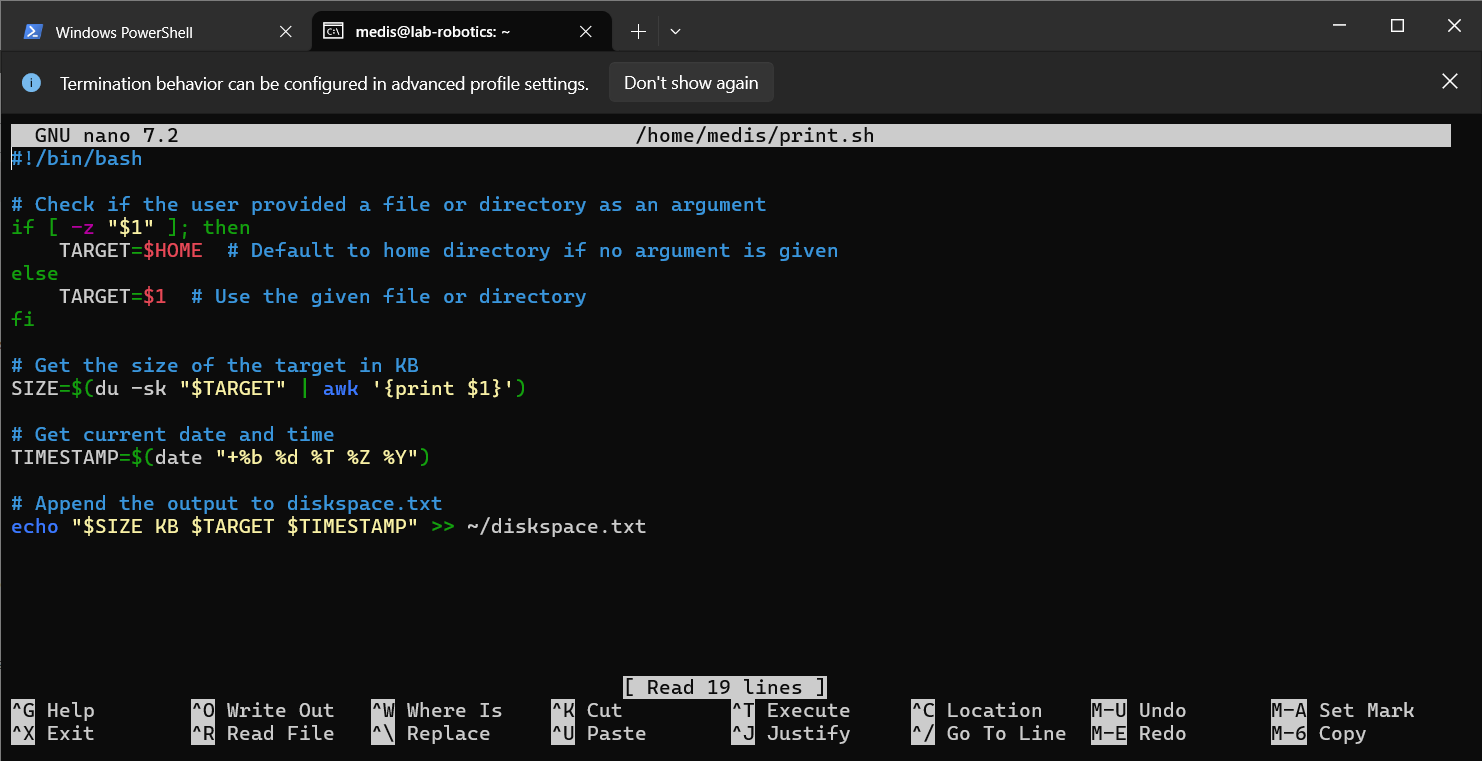 Windows PowerShell
medis@lab-robotics: ~
Termination behavior can be configured in advanced profile settings.
Don't show again
GNU nano 7.2 /home/medis/print.sh
#!/bin/bash

# Check if the user provided a file or directory as an argument
if [ -z "$1" ]; then
    TARGET=$HOME  # Default to home directory if no argument is given
else
    TARGET=$1  # Use the given file or directory
fi

# Get the size of the target in KB
SIZE=$(du -sk "$TARGET" | awk '{print $1}')

# Get current date and time
TIMESTAMP=$(date "+%b %d %T %Z %Y")

# Append the output to diskspace.txt
echo "$SIZE KB $TARGET $TIMESTAMP" >> ~/diskspace.txt

[ Read 19 lines ]
^G Help ^O Write Out ^W Where Is ^K Cut ^T Execute ^C Location M-U Undo M-A Set Mark
^X Exit ^R Read File ^\ Replace ^U Paste ^J Justify ^/ Go To Line M-E Redo M-6 Copy